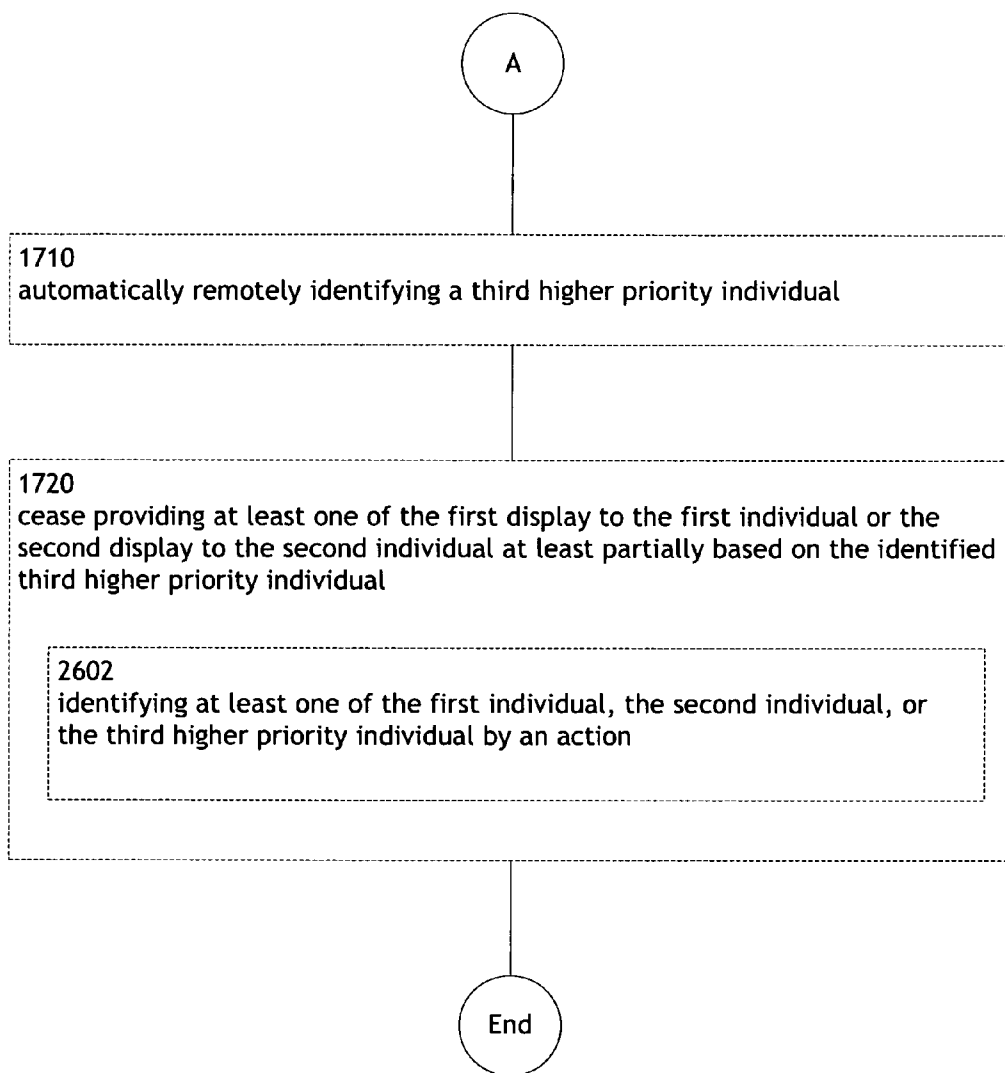 A
1710
automatically remotely identifying a third higher priority individual
1720
cease providing at least one of the first display to the first individual or the
second display to the second individual at least partially based on the identified
third higher priority individual
2602
identifying at least one of the first individual, the second individual, or
the third higher priority individual by an action
End